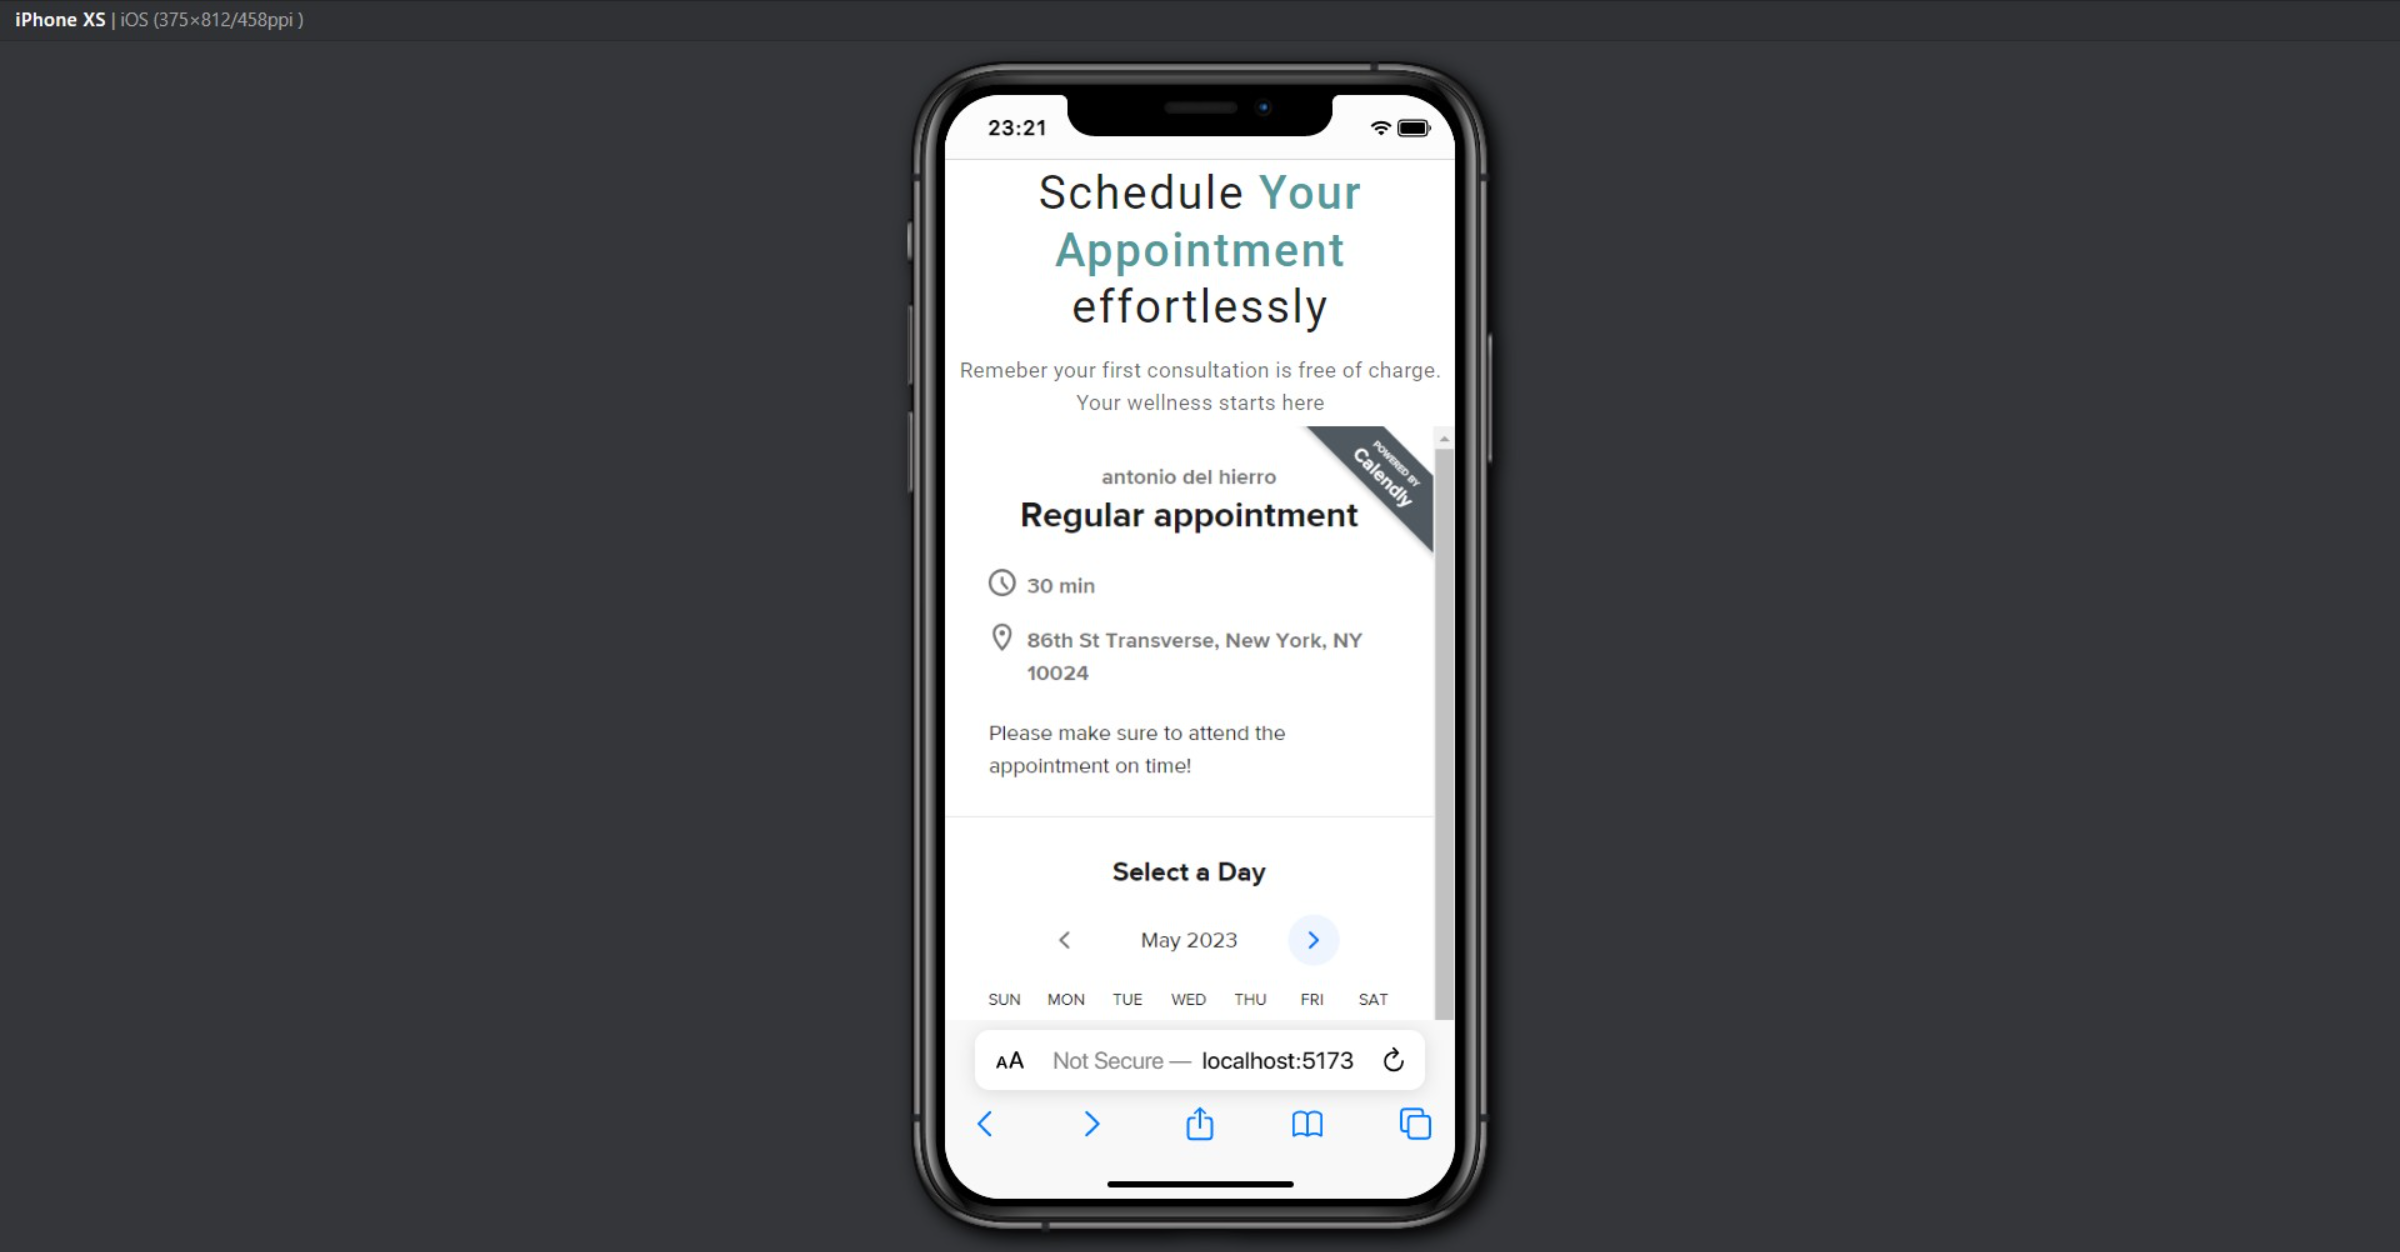 iPhone XS | iOS (375×812/458ppi )
23:21
Schedule Your
Appointment
effortlessly
Remeber your first consultation is free of charge.
Your wellness starts here
POWERED BY
Calendly
antonio del hierro
Regular appointment
30 min
86th St Transverse, New York, NY
10024
Please make sure to attend the
appointment on time!
Select a Day
May 2023
SUN MON TUE WED THU FRI SAT
AA Not Secure — localhost:5173